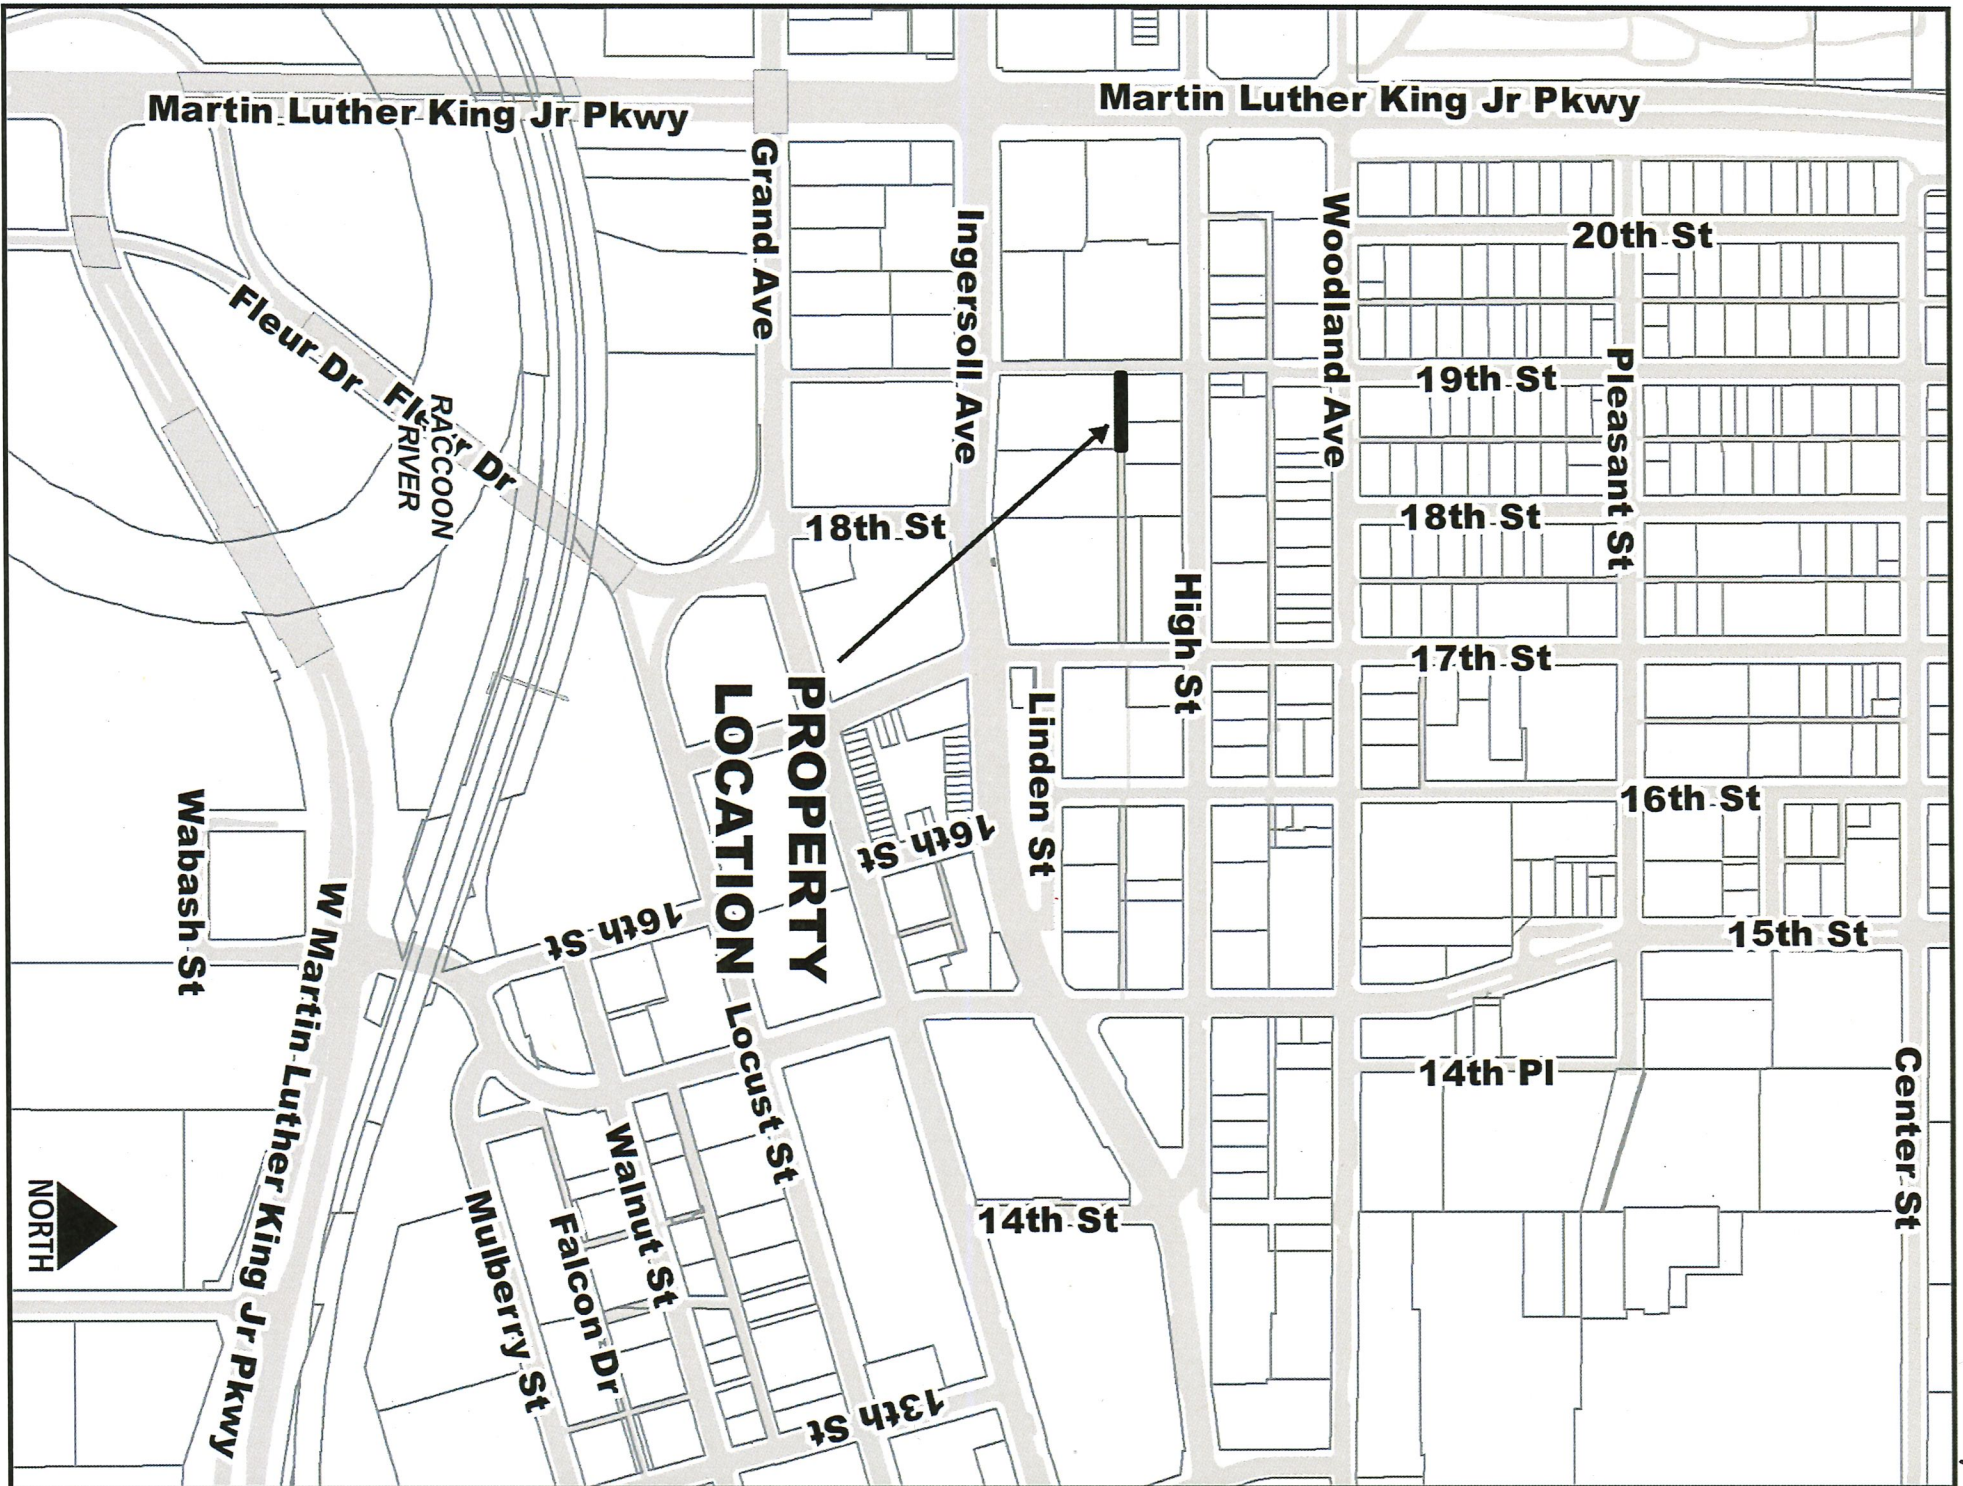 Martin Luther King Jr Pkwy
Martin Luther King Jr Pkwy
Grand Ave
Ingersoll Ave
Woodland Ave
20th St
Fleur Dr
Fleur Dr
RACCOON
RIVER
19th St
Pleasant St
18th St
18th St
High St
17th St
PROPERTY
LOCATION
Linden St
16th St
16th St
16th St
Wabash St
W Martin Luther King Jr Pkwy
15th St
Locust St
14th Pl
Center St
Walnut St
Falcon Dr
Mulberry St
14th St
13th St
NORTH